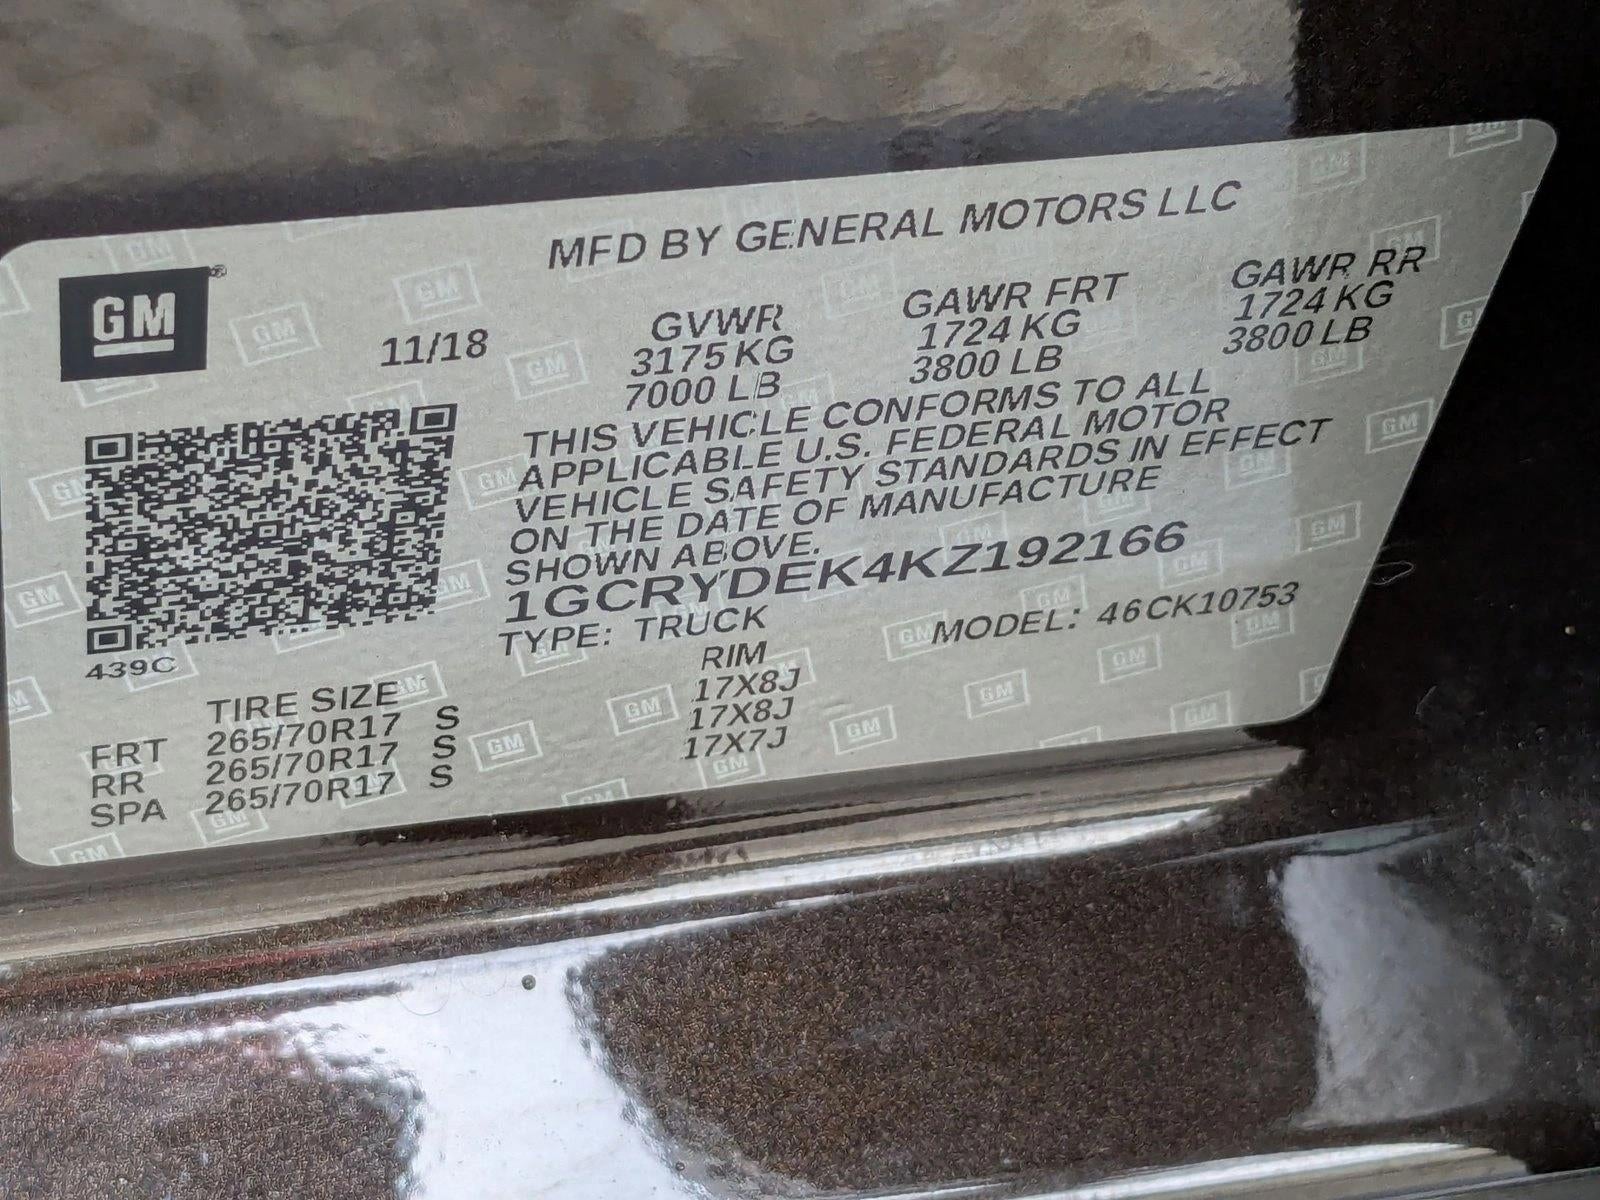 MFD BY GENERAL MOTORS LLC
GM®
11/18
GVWR GAWR FRT GAWR RR
3175 KG 1724 KG 1724 KG
7000 LB 3800 LB 3800 LB
THIS VEHICLE CONFORMS TO ALL
APPLICABLE U.S. FEDERAL MOTOR
VEHICLE SAFETY STANDARDS IN EFFECT
ON THE DATE OF MANUFACTURE
SHOWN ABOVE.
1GCRYDEK4KZ192166
TYPE: TRUCK MODEL: 46CK10753
439C
TIRE SIZE RIM
FRT 265/70R17 S 17X8J
RR 265/70R17 S 17X8J
SPA 265/70R17 S 17X7J